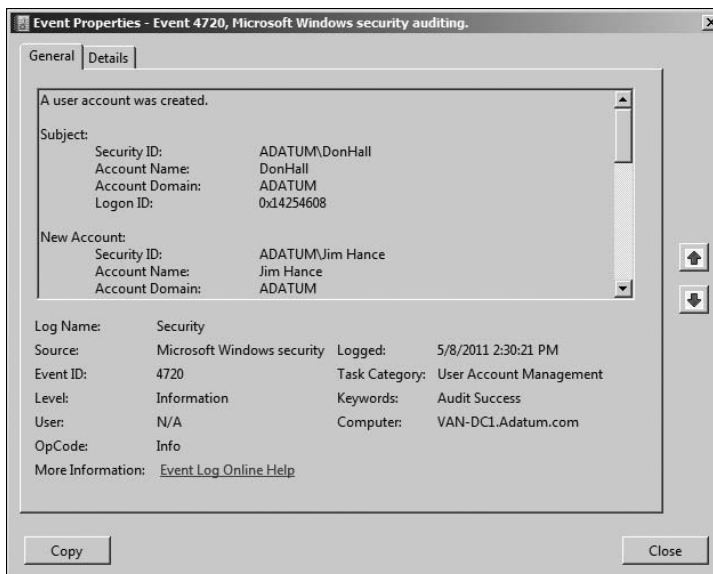 Event Properties - Event 4720, Microsoft Windows security auditing.
General Details
A user account was created.
Subject:
Security ID: ADATUM\DonHall
Account Name: DonHall
Account Domain: ADATUM
Logon ID: 0x14254608
New Account:
Security ID: ADATUM\Jim Hance
Account Name: Jim Hance
Account Domain: ADATUM
Log Name: Security
Source: Microsoft Windows security Logged: 5/8/2011 2:30:21 PM
Event ID: 4720 Task Category: User Account Management
Level: Information Keywords: Audit Success
User: N/A Computer: VAN-DC1.Adatum.com
OpCode: Info
More Information: Event Log Online Help
Copy Close